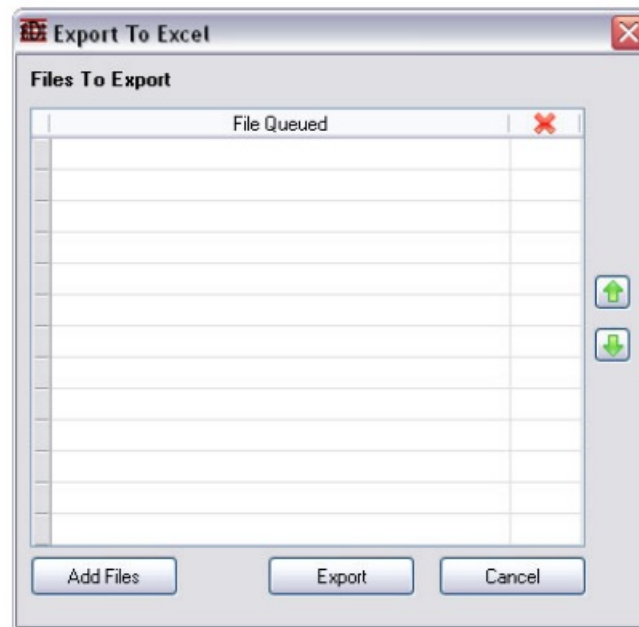 Export To Excel
Files To Export
File Queued
Add Files
Export
Cancel